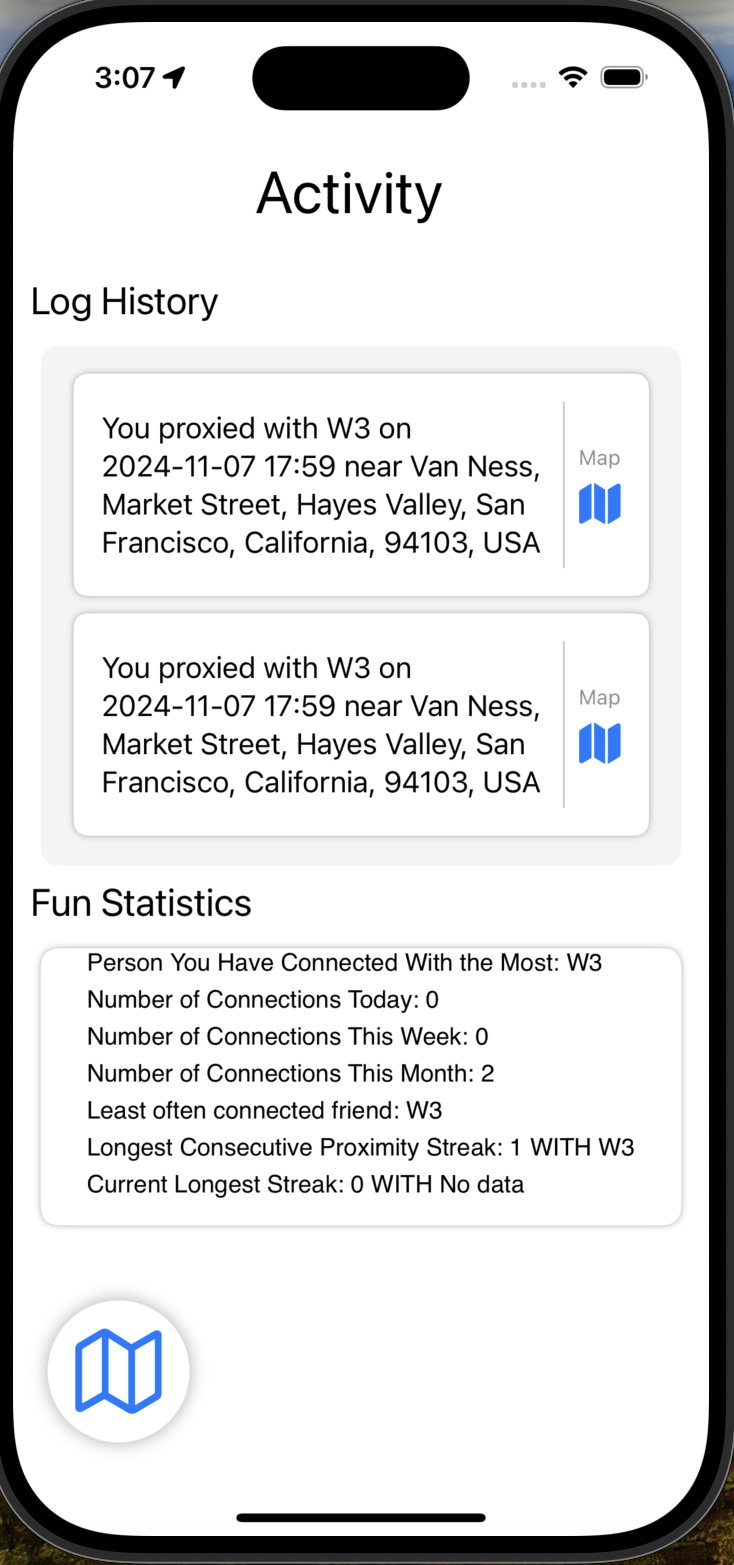 3:07
Activity
Log History
You proxied with W3 on
2024-11-07 17:59 near Van Ness,
Market Street, Hayes Valley, San
Francisco, California, 94103, USA
Map
You proxied with W3 on
2024-11-07 17:59 near Van Ness,
Market Street, Hayes Valley, San
Francisco, California, 94103, USA
Map
Fun Statistics
Person You Have Connected With the Most: W3
Number of Connections Today: 0
Number of Connections This Week: 0
Number of Connections This Month: 2
Least often connected friend: W3
Longest Consecutive Proximity Streak: 1 WITH W3
Current Longest Streak: 0 WITH No data